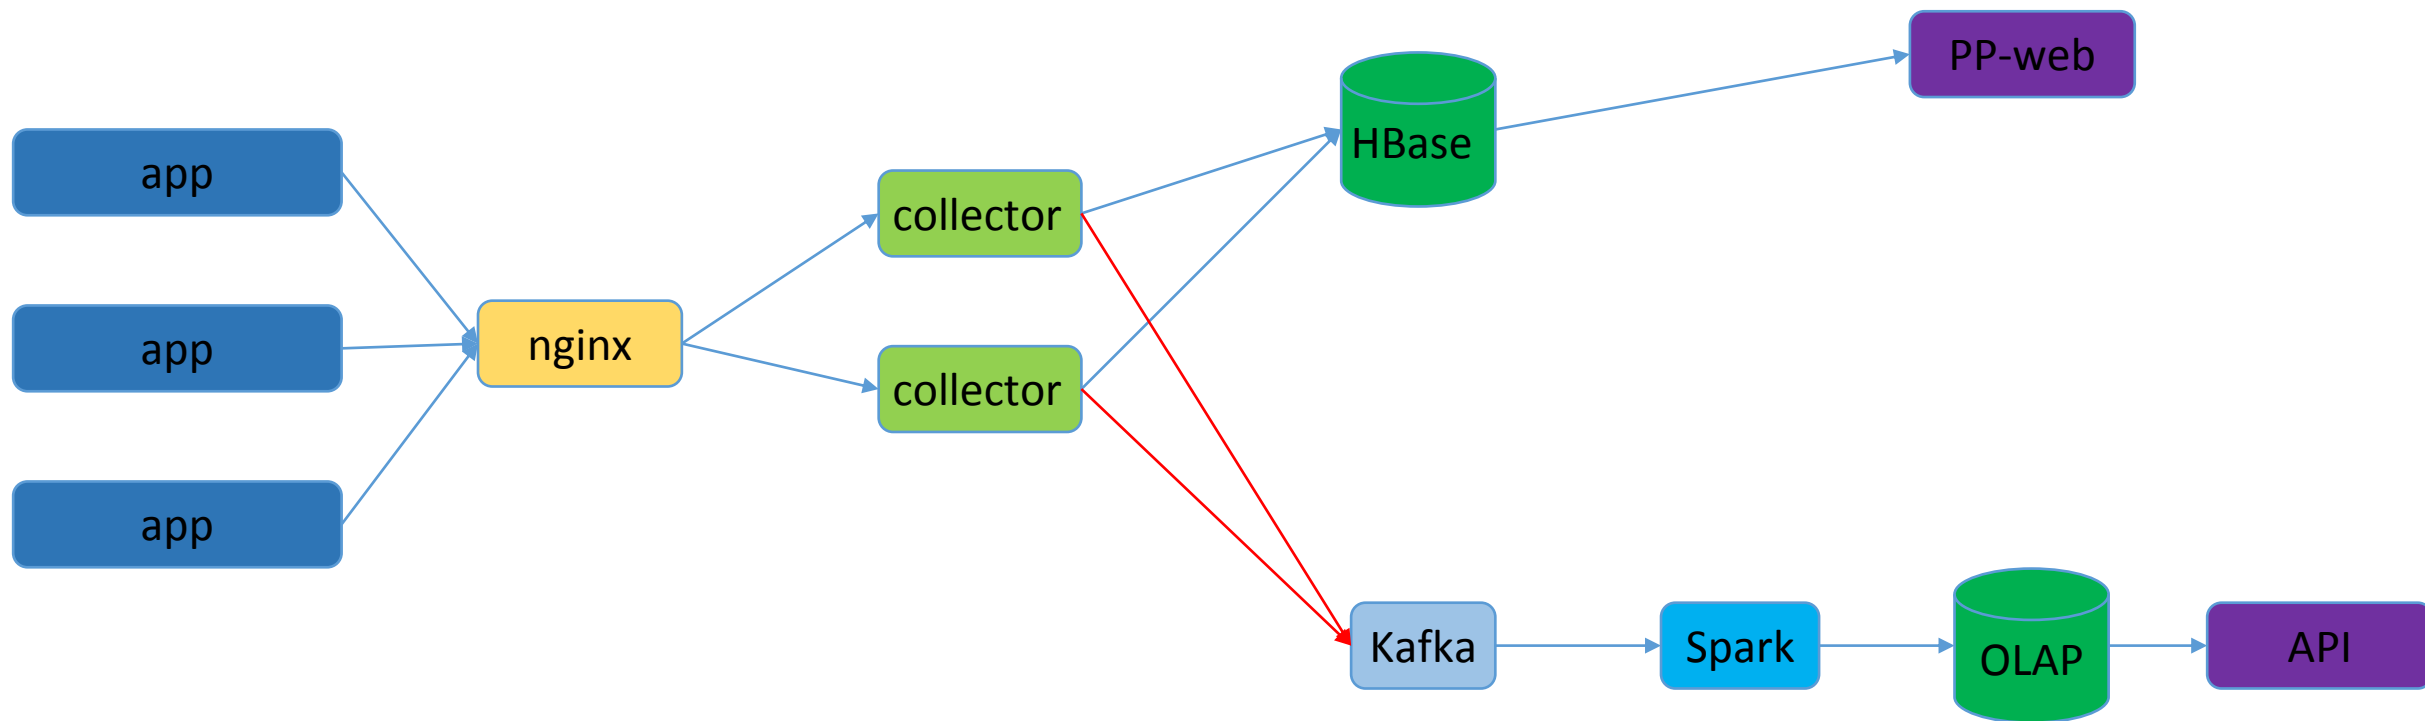 PP-web
HBase
app
collector
app
nginx
collector
app
Kafka
Spark
OLAP
API